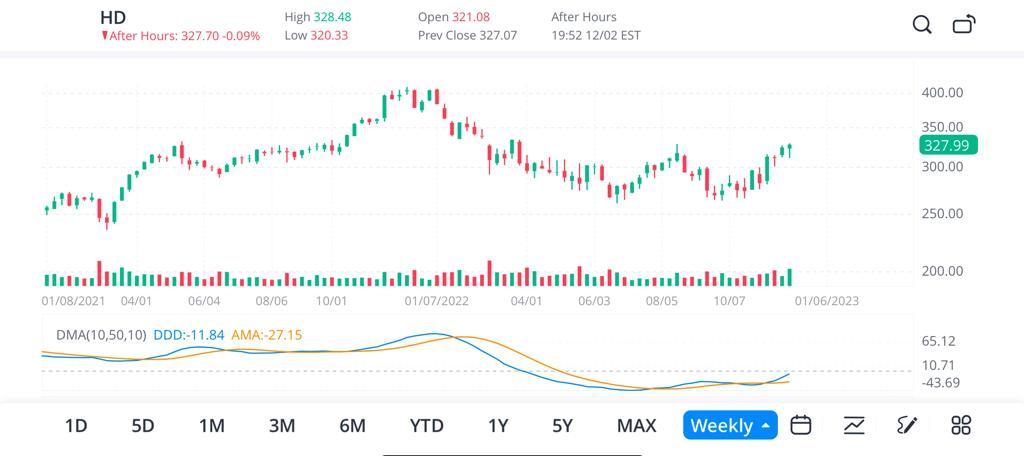 HD
High 328.48
Open 321.08
After Hours
After Hours: 327.70 -0.09%
Low 320.33
Prev Close 327.07
19:52 12/02 EST
400.00
350.00
327.99
300.00
250.00
200.00
01/08/2021 04/01 06/04 08/06 10/01 01/07/2022 04/01 06/03 08/05 10/07 01/06/2023
DMA(10,50,10) DDD:-11.84 AMA:-27.15
65.12
10.71
-43.69
1D 5D 1M 3M 6M YTD 1Y 5Y MAX Weekly